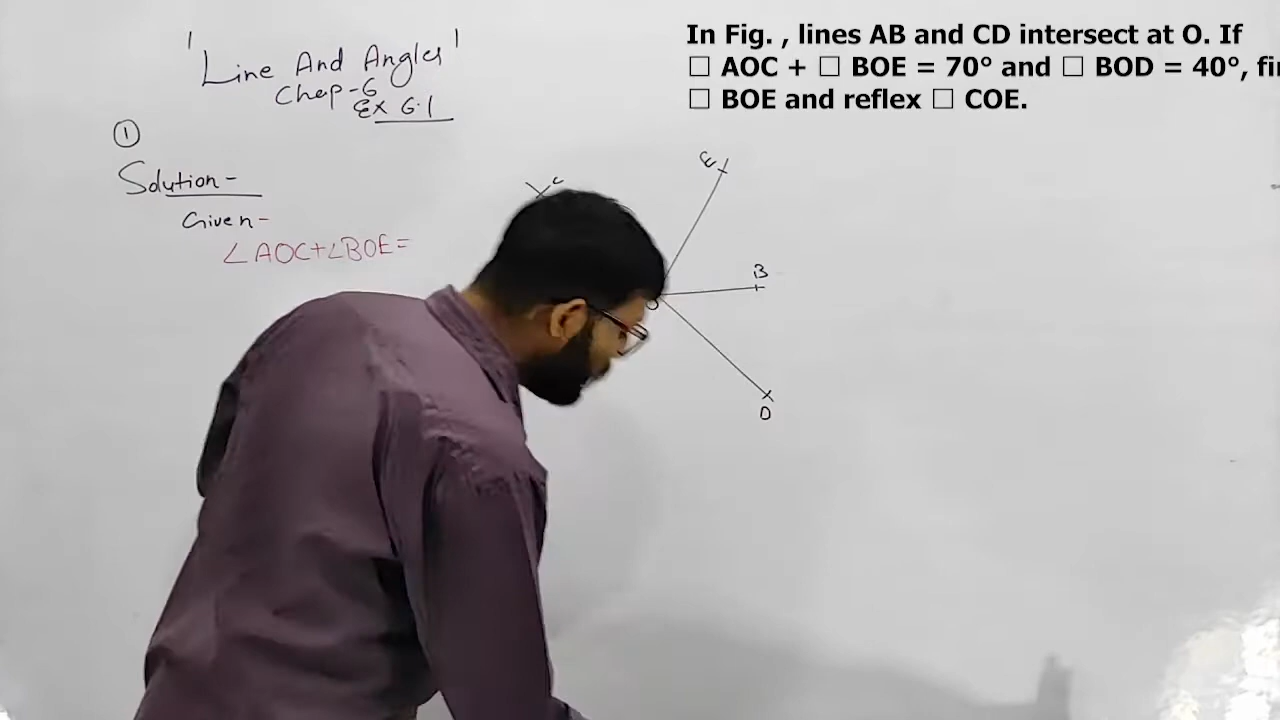 'Line And Angles'
Chap-6
Ex 6.1
①
Solution-
Given-
∠AOC+∠BOE=
In Fig. , lines AB and CD intersect at O. If
□ AOC + □ BOE = 70° and □ BOD = 40°, fi
□ BOE and reflex □ COE.
E
C
B
O
D